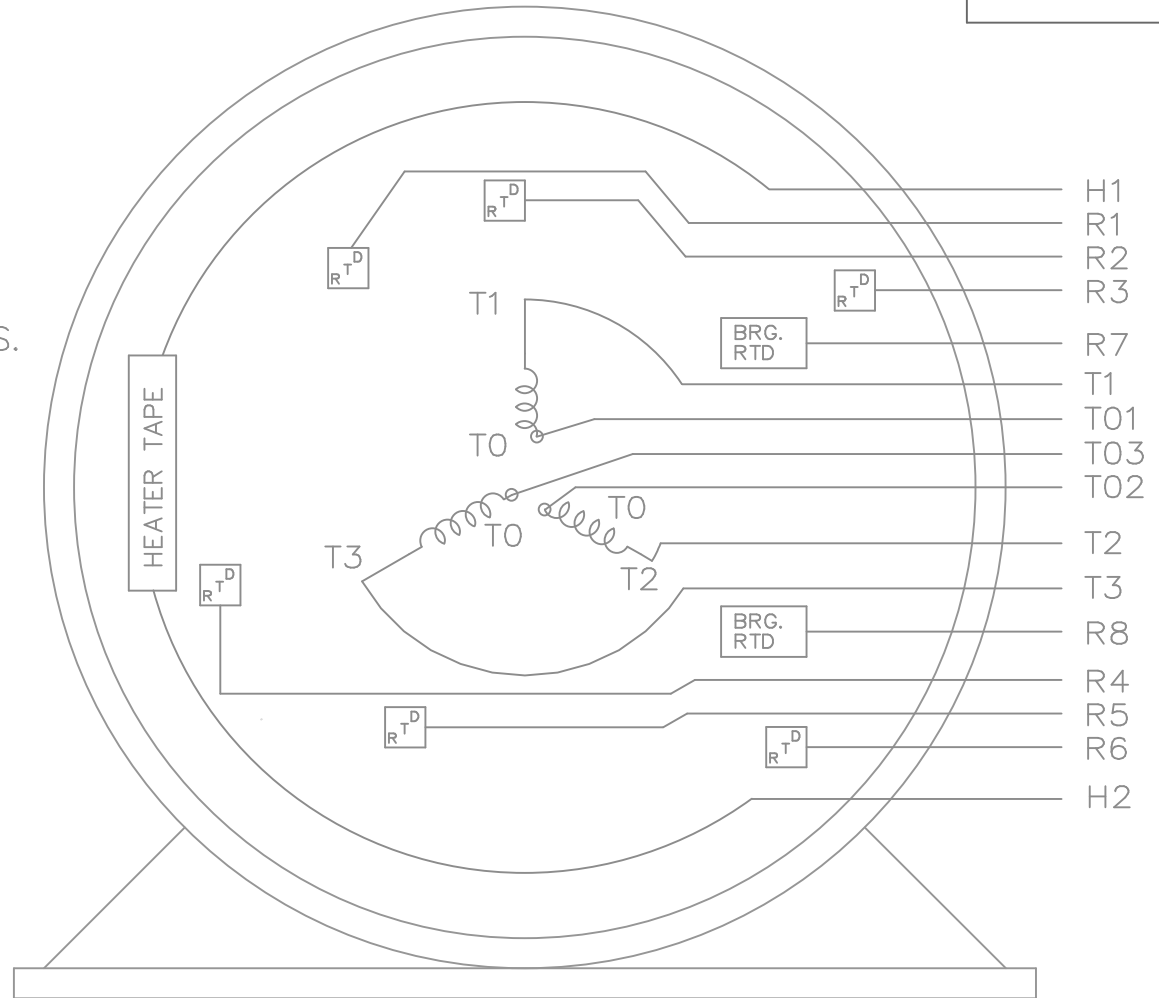 H1
R1
R2
R3
R7
T1
T01
T03
T02
T2
T3
R8
R4
R5
R6
H2
RTD
RTD
RTD
BRG.
RTD
T1
T0
T0
T0
T3
T2
HEATER TAPE
RTD
BRG.
RTD
RTD
RTD
S.